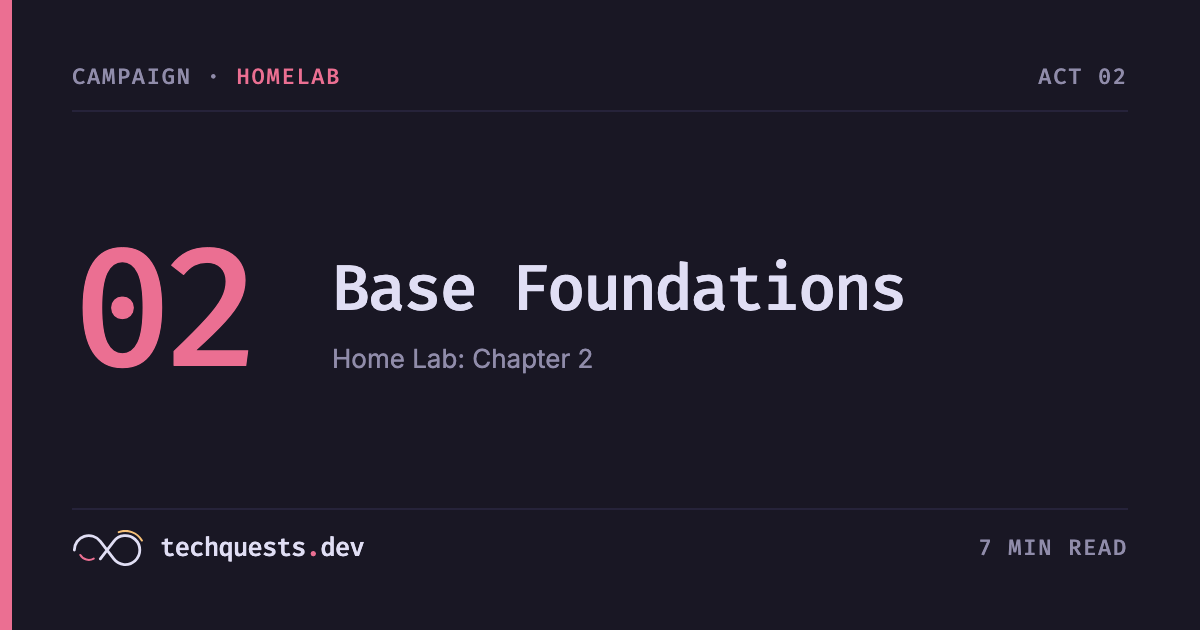 CAMPAIGN · HOMELAB
ACT 02
02
Base Foundations
Home Lab: Chapter 2
techquests.dev
7 MIN READ